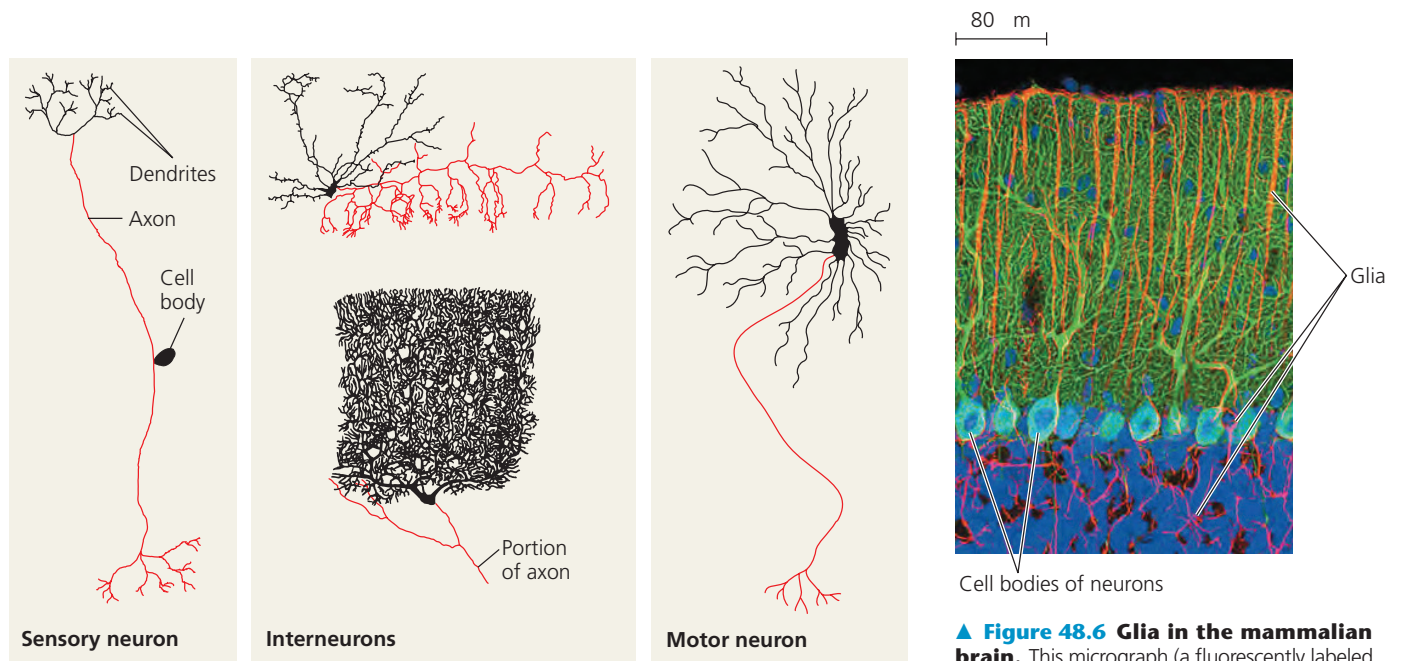 80 m
Dendrites
Axon
Cell
body
Sensory neuron
Portion
of axon
Interneurons
Motor neuron
Glia
Cell bodies of neurons
▲ Figure 48.6 Glia in the mammalian
brain. This micrograph (a fluorescently labeled